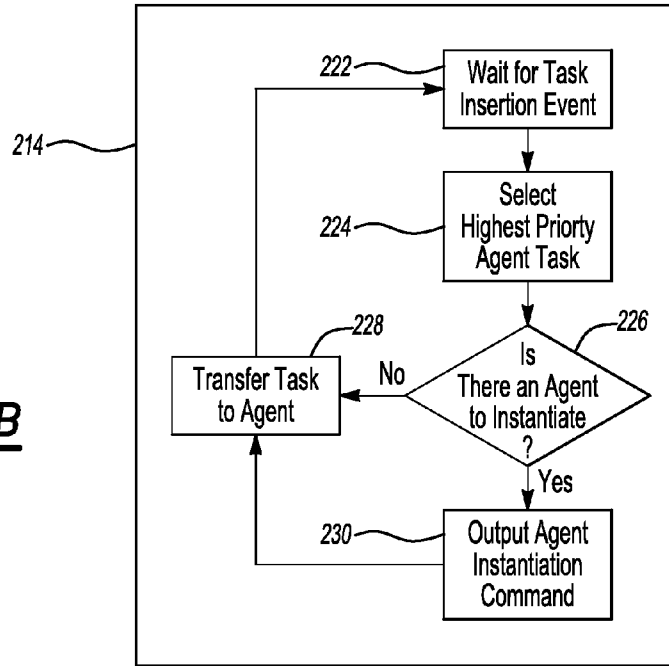 222
Wait for Task
Insertion Event
214
224
Select
Highest Priorty
Agent Task
226
Is
There an Agent
to Instantiate
?
No
Yes
228
Transfer Task
to Agent
B
230
Output Agent
Instantiation
Command